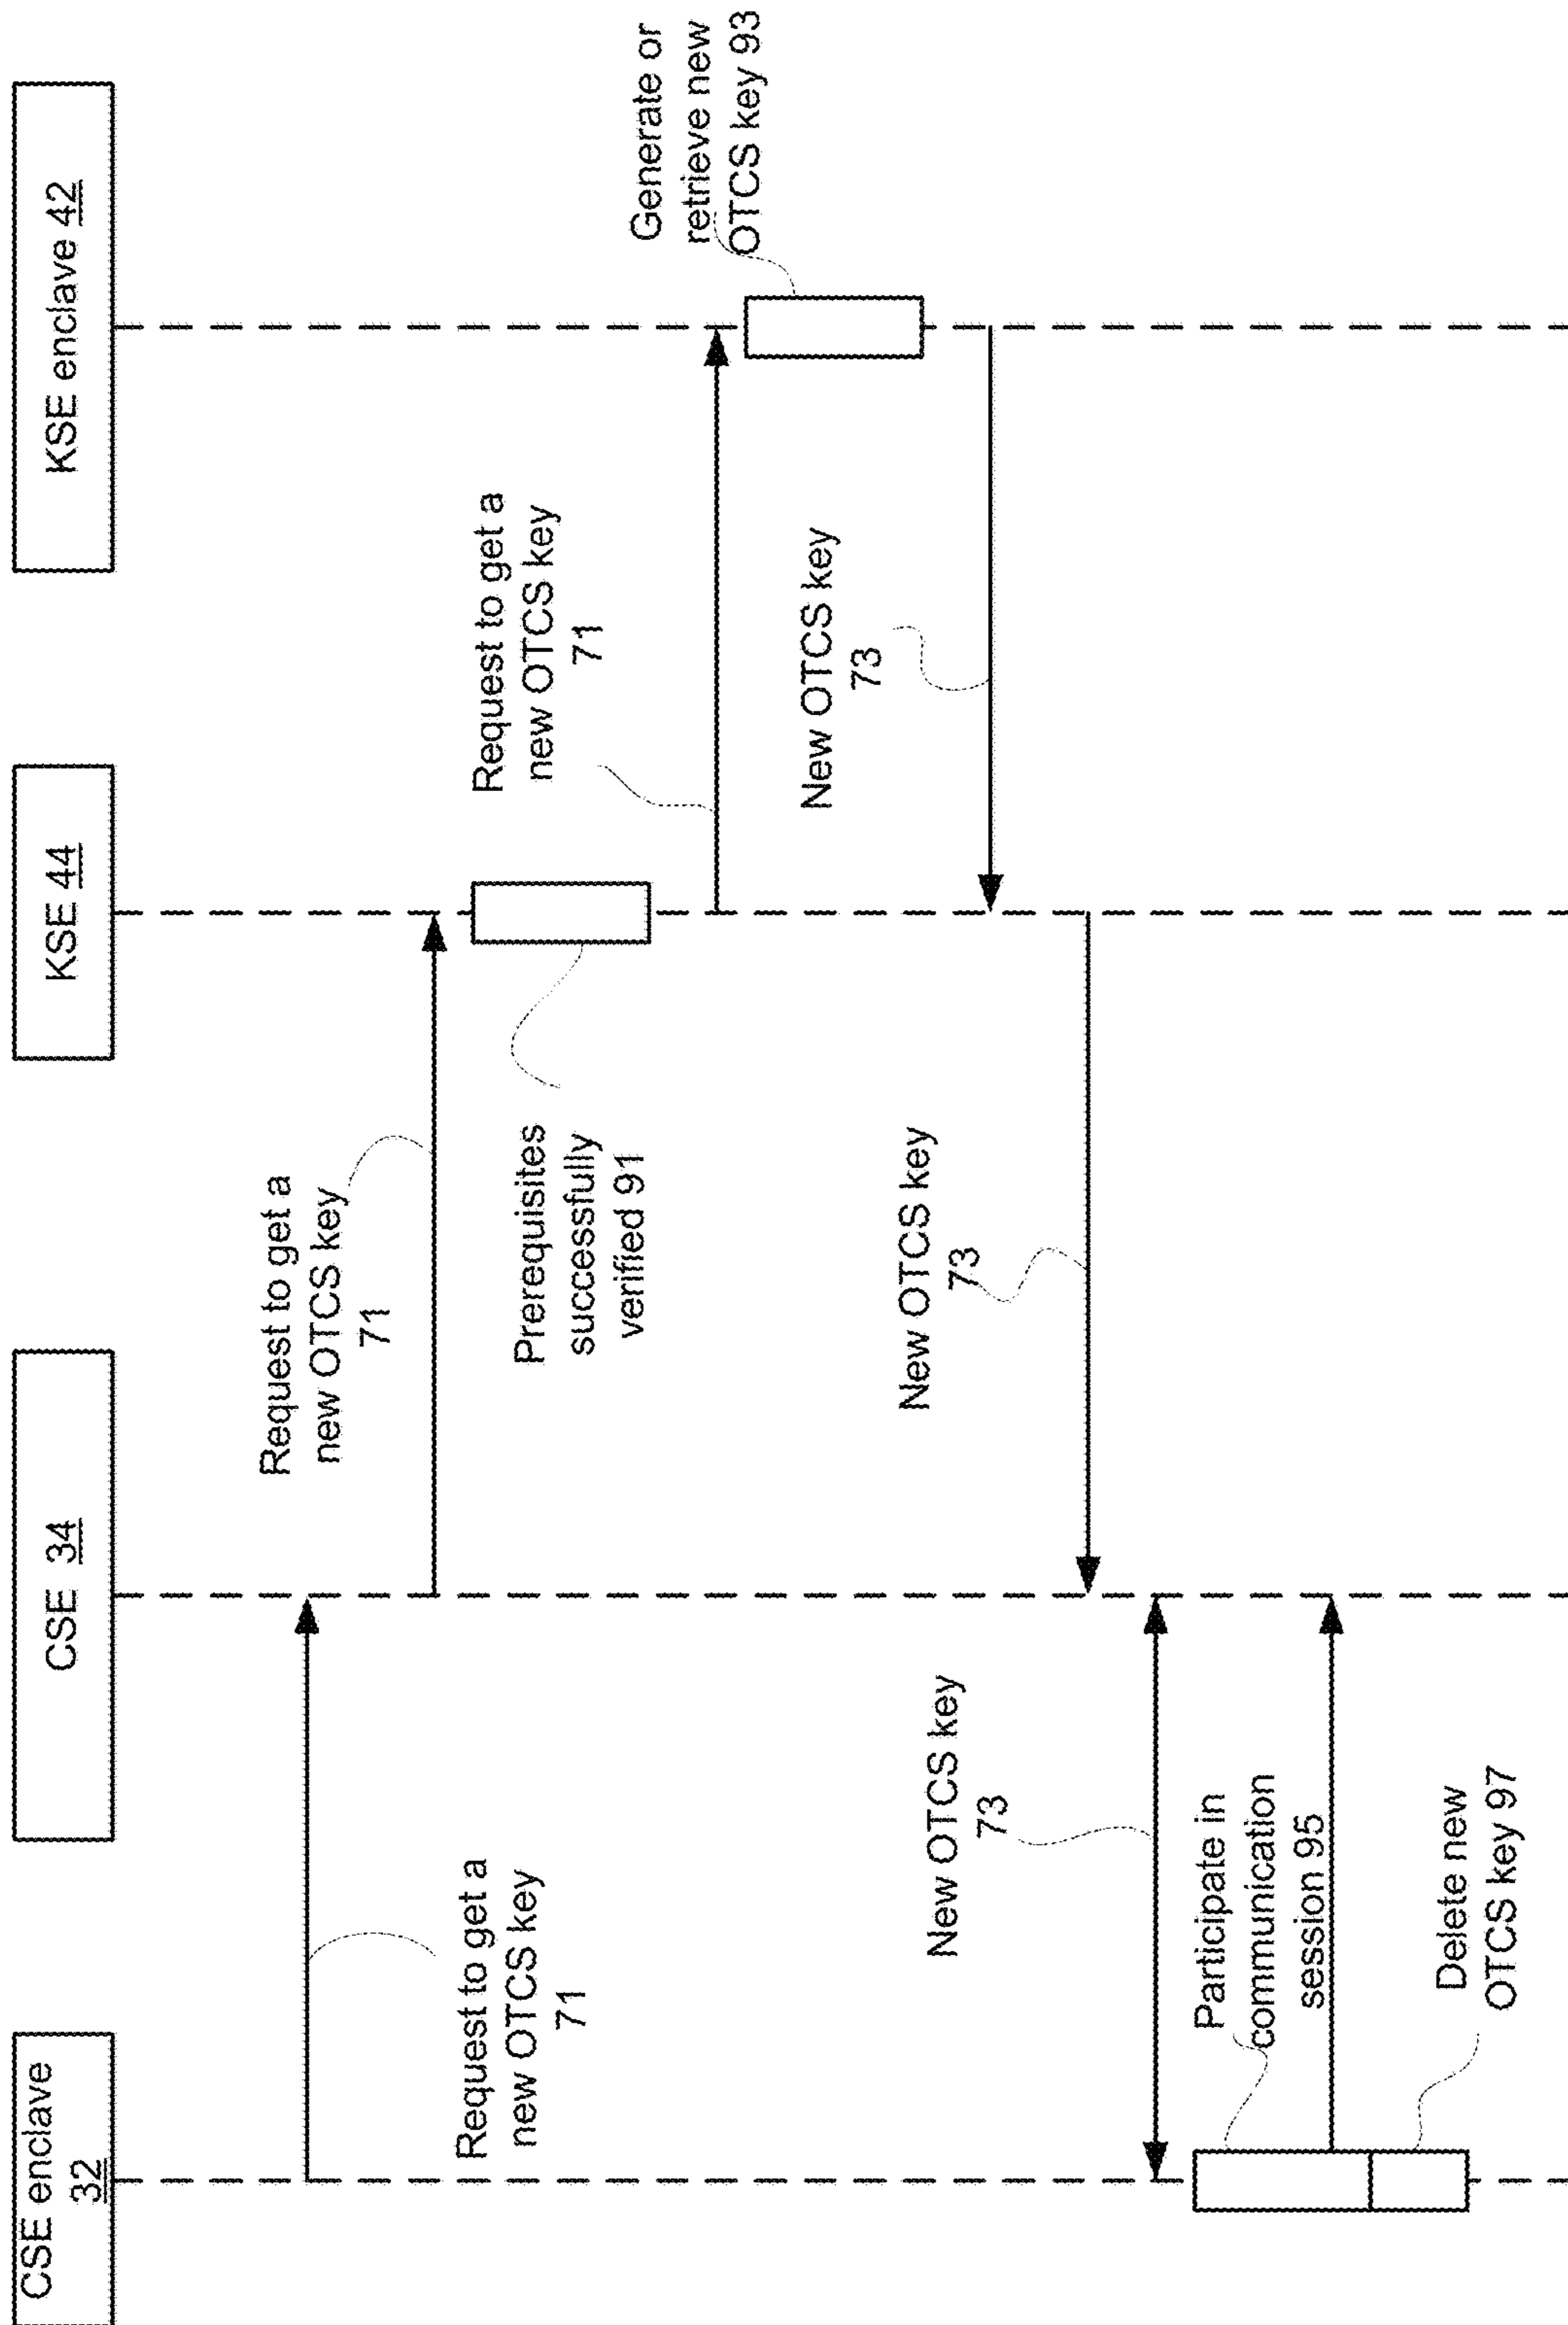 CSE enclave
32
CSE 34
KSE 44
KSE enclave 42
Request to get a
new OTCS key
71
Request to get a
new OTCS key
71
Prerequisites
successfully
verified 91
Request to get a
new OTCS key
71
Generate or
retrieve new
OTCS key 93
New OTCS key
73
New OTCS key
73
New OTCS key
73
Participate in
communication
session 95
Delete new
OTCS key 97